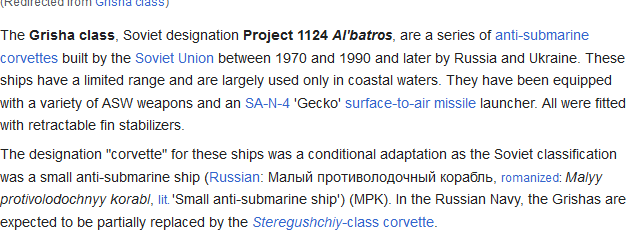 (Redirected from Grisha class)
The Grisha class, Soviet designation Project 1124 Al'batros, are a series of anti-submarine
corvettes built by the Soviet Union between 1970 and 1990 and later by Russia and Ukraine. These
ships have a limited range and are largely used only in coastal waters. They have been equipped
with a variety of ASW weapons and an SA-N-4 'Gecko' surface-to-air missile launcher. All were fitted
with retractable fin stabilizers.
The designation "corvette" for these ships was a conditional adaptation as the Soviet classification
was a small anti-submarine ship (Russian: Малый противолодочный корабль, romanized: Malyy
protivolodochnyy korabl, lit. 'Small anti-submarine ship') (MPK). In the Russian Navy, the Grishas are
expected to be partially replaced by the Steregushchiy-class corvette.